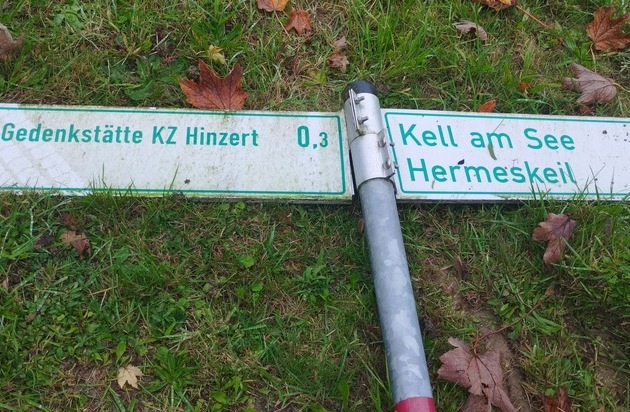 Gedenkstätte KZ Hinzert 0,3
Kell am See
Hermeskeil